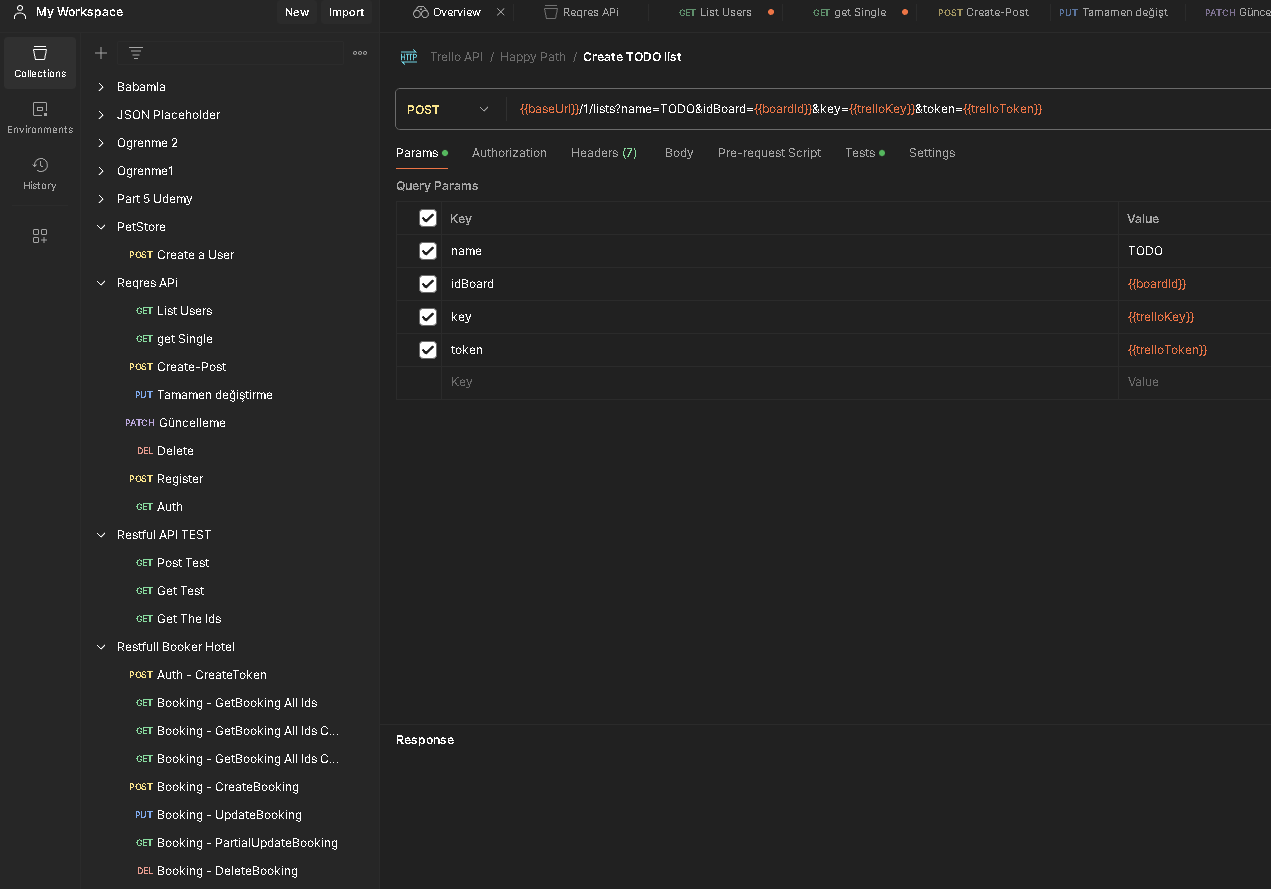 My Workspace
New
Import
Overview
Reqres APi
GET List Users
GET get Single
POST Create-Post
PUT Tamamen değişt
PATCH Günce
Collections
Environments
History
Babamla
JSON Placeholder
Ogrenme 2
Ogrenme1
Part 5 Udemy
PetStore
POST Create a User
Reqres APi
GET List Users
GET get Single
POST Create-Post
PUT Tamamen değiştirme
PATCH Güncelleme
DEL Delete
POST Register
GET Auth
Restful API TEST
GET Post Test
GET Get Test
GET Get The Ids
Restfull Booker Hotel
POST Auth - CreateToken
GET Booking - GetBooking All Ids
GET Booking - GetBooking All Ids C...
GET Booking - GetBooking All Ids C...
POST Booking - CreateBooking
PUT Booking - UpdateBooking
GET Booking - PartialUpdateBooking
DEL Booking - DeleteBooking
HTTP Trello API / Happy Path / Create TODO list
POST {{baseUrl}}/1/lists?name=TODO&idBoard={{boardId}}&key={{trelloKey}}&token={{trelloToken}}
Params Authorization Headers (7) Body Pre-request Script Tests Settings
Query Params
Key Value
name TODO
idBoard {{boardId}}
key {{trelloKey}}
token {{trelloToken}}
Key Value
Response